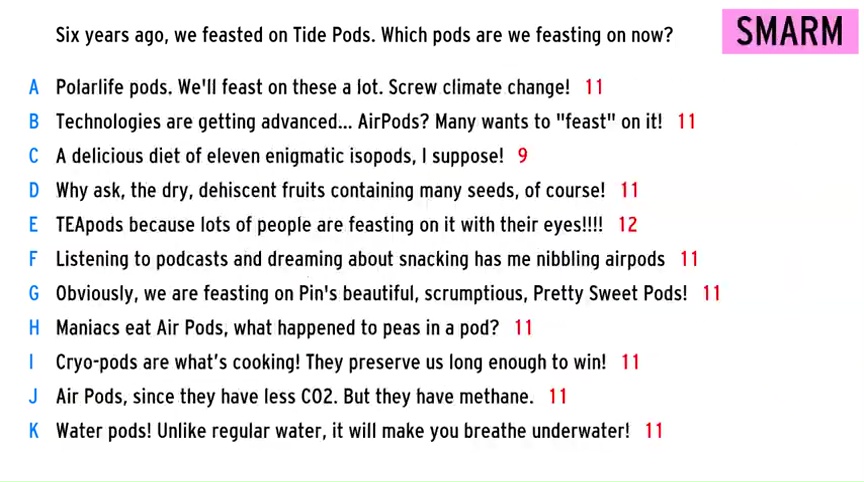 Six years ago, we feasted on Tide Pods. Which pods are we feasting on now?
SMARM
A Polarlife pods. We'll feast on these a lot. Screw climate change! 11
B Technologies are getting advanced... AirPods? Many wants to "feast" on it! 11
C A delicious diet of eleven enigmatic isopods, I suppose! 9
D Why ask, the dry, dehiscent fruits containing many seeds, of course! 11
E TEApods because lots of people are feasting on it with their eyes!!!! 12
F Listening to podcasts and dreaming about snacking has me nibbling airpods 11
G Obviously, we are feasting on Pin's beautiful, scrumptious, Pretty Sweet Pods! 11
H Maniacs eat Air Pods, what happened to peas in a pod? 11
I Cryo-pods are what's cooking! They preserve us long enough to win! 11
J Air Pods, since they have less CO2. But they have methane. 11
K Water pods! Unlike regular water, it will make you breathe underwater! 11